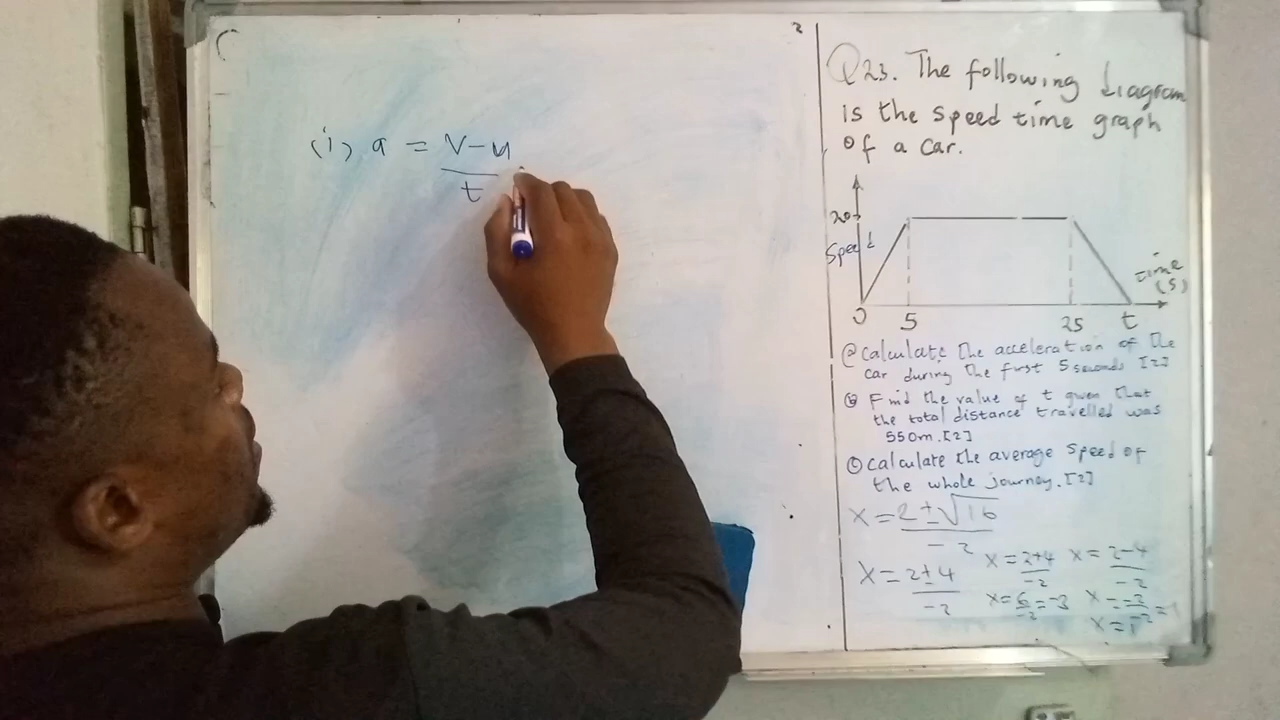 (i) a = v-u
t
Q23. The following diagram
is the speed time graph
of a car.
20
Speed
time
(s)
0 5 25 t
(a) Calculate the acceleration of the
car during the first 5 seconds [2]
(b) Find the value of t given that
the total distance travelled was
550m.[2]
(c) calculate the average speed of
the whole journey.[2]
x = 2±√16
-2
x = 2±4
-2
x = 2+4
-2
x = 6 = -3
-2
x = 2-4
-2
x = -2
-2